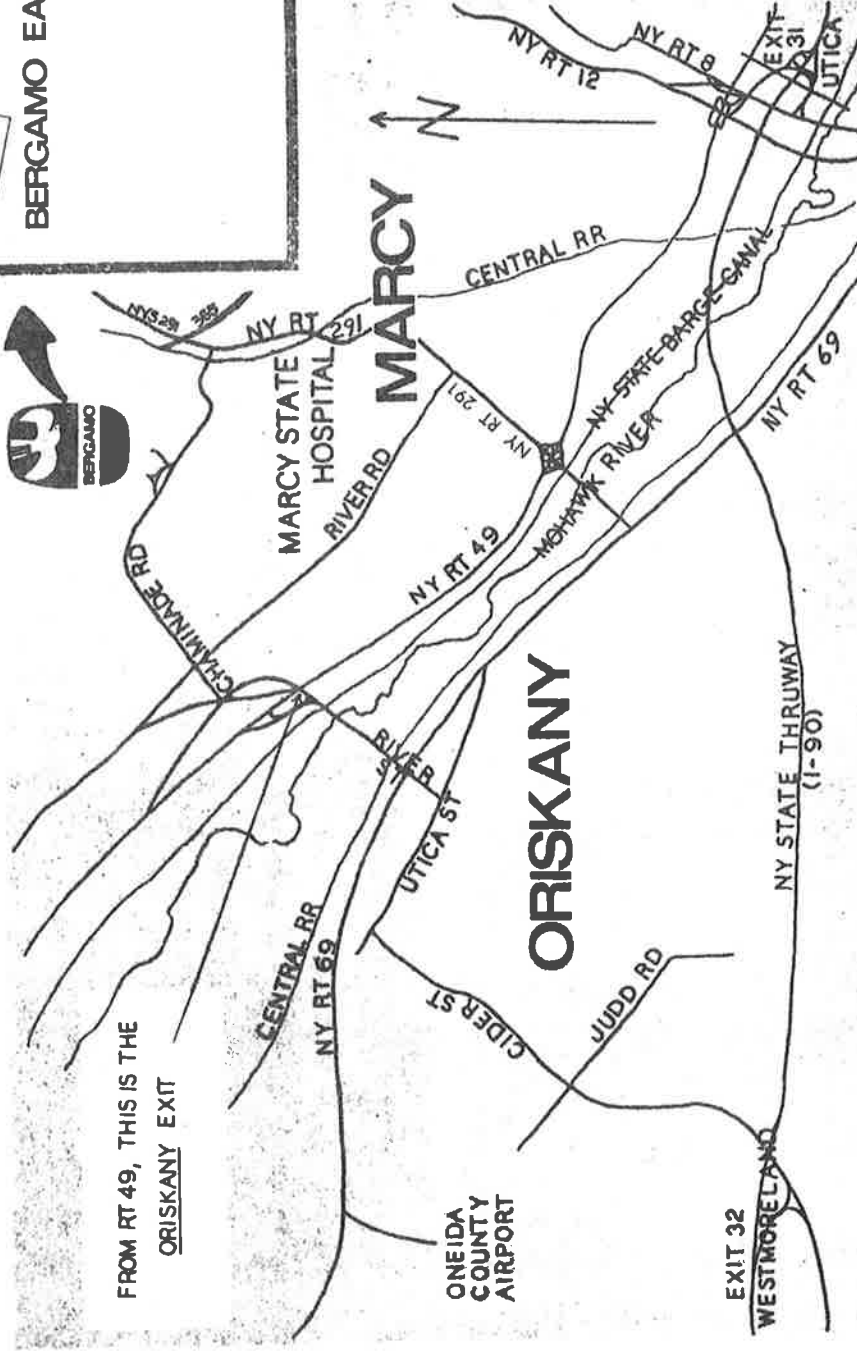 BERGAMO EA
BERGAMO
NYS 291
365
NY RT 291
MARCY STATE
HOSPITAL
MARCY
N
NY RT 12
NY RT 8
EXIT
31
UTICA
CENTRAL RR
CHAMINADE RD
RIVER RD
NY RT 291
NY RT 49
NY STATE BARGE CANAL
MOHAWK RIVER
NY RT 69
FROM RT 49, THIS IS THE
ORISKANY EXIT
RIVER
ST
UTICA ST
CENTRAL RR
NY RT 69
ORISKANY
CIDER ST
JUDD RD
ONEIDA
COUNTY
AIRPORT
NY STATE THRUWAY
(I-90)
EXIT 32
WESTMORELAND